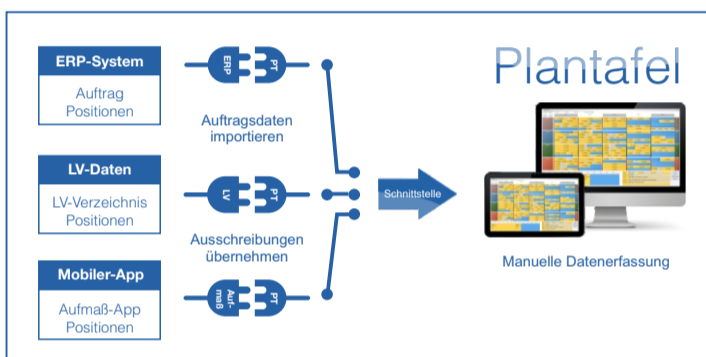 ERP-System
Auftrag
Positionen
ERP
PT
Auftragsdaten
importieren
LV-Daten
LV-Verzeichnis
Positionen
LV
PT
Ausschreibungen
übernehmen
Mobiler-App
Aufmaß-App
Positionen
Auf-
maß
PT
Schnittstelle
Plantafel
Manuelle Datenerfassung